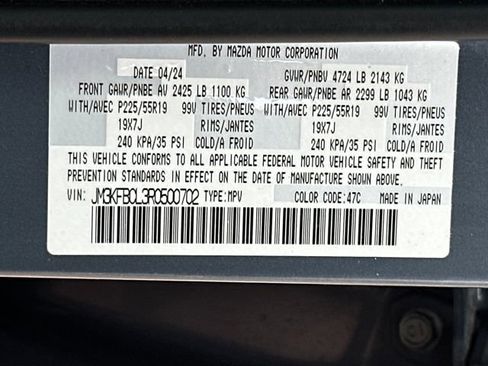 MFD. BY MAZDA MOTOR CORPORATION
DATE 04/24 GVWR/PNBV 4724 LB 2143 KG
FRONT GAWR/PNBE AV 2425 LB 1100 KG REAR GAWR/PNBE AR 2299 LB 1043 KG
WITH/AVEC P225/55R19 99V TIRES/PNEUS WITH/AVEC P225/55R19 99V TIRES/PNEUS
19X7J RIMS/JANTES 19X7J RIMS/JANTES
240 KPA/35 PSI COLD/A FROID 240 KPA/35 PSI COLD/A FROID
THIS VEHICLE CONFORMS TO ALL APPLICABLE FEDERAL MOTOR VEHICLE SAFETY AND THEFT
PREVENTION STANDARDS IN EFFECT ON THE DATE OF MANUFACTURE SHOWN ABOVE.
VIN: JM3KFBCL3R0500702 TYPE:MPV COLOR CODE:47C MADE IN JAPAN